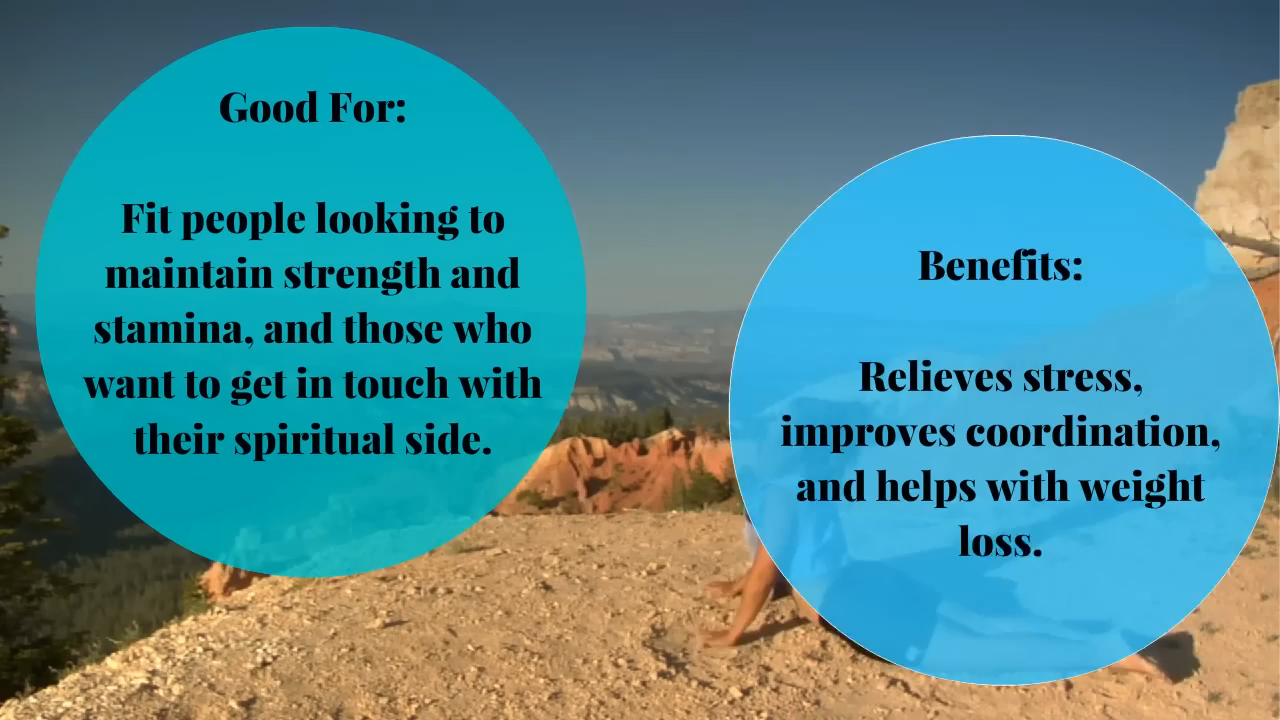 Good For:
Fit people looking to
maintain strength and
stamina, and those who
want to get in touch with
their spiritual side.
Benefits:
Relieves stress,
improves coordination,
and helps with weight
loss.